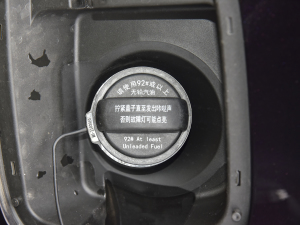 请使用92#或以上
无铅汽油
拧紧盖子直至发出咔哒声
否则故障灯可能点亮
92# At least
Unleaded Fuel